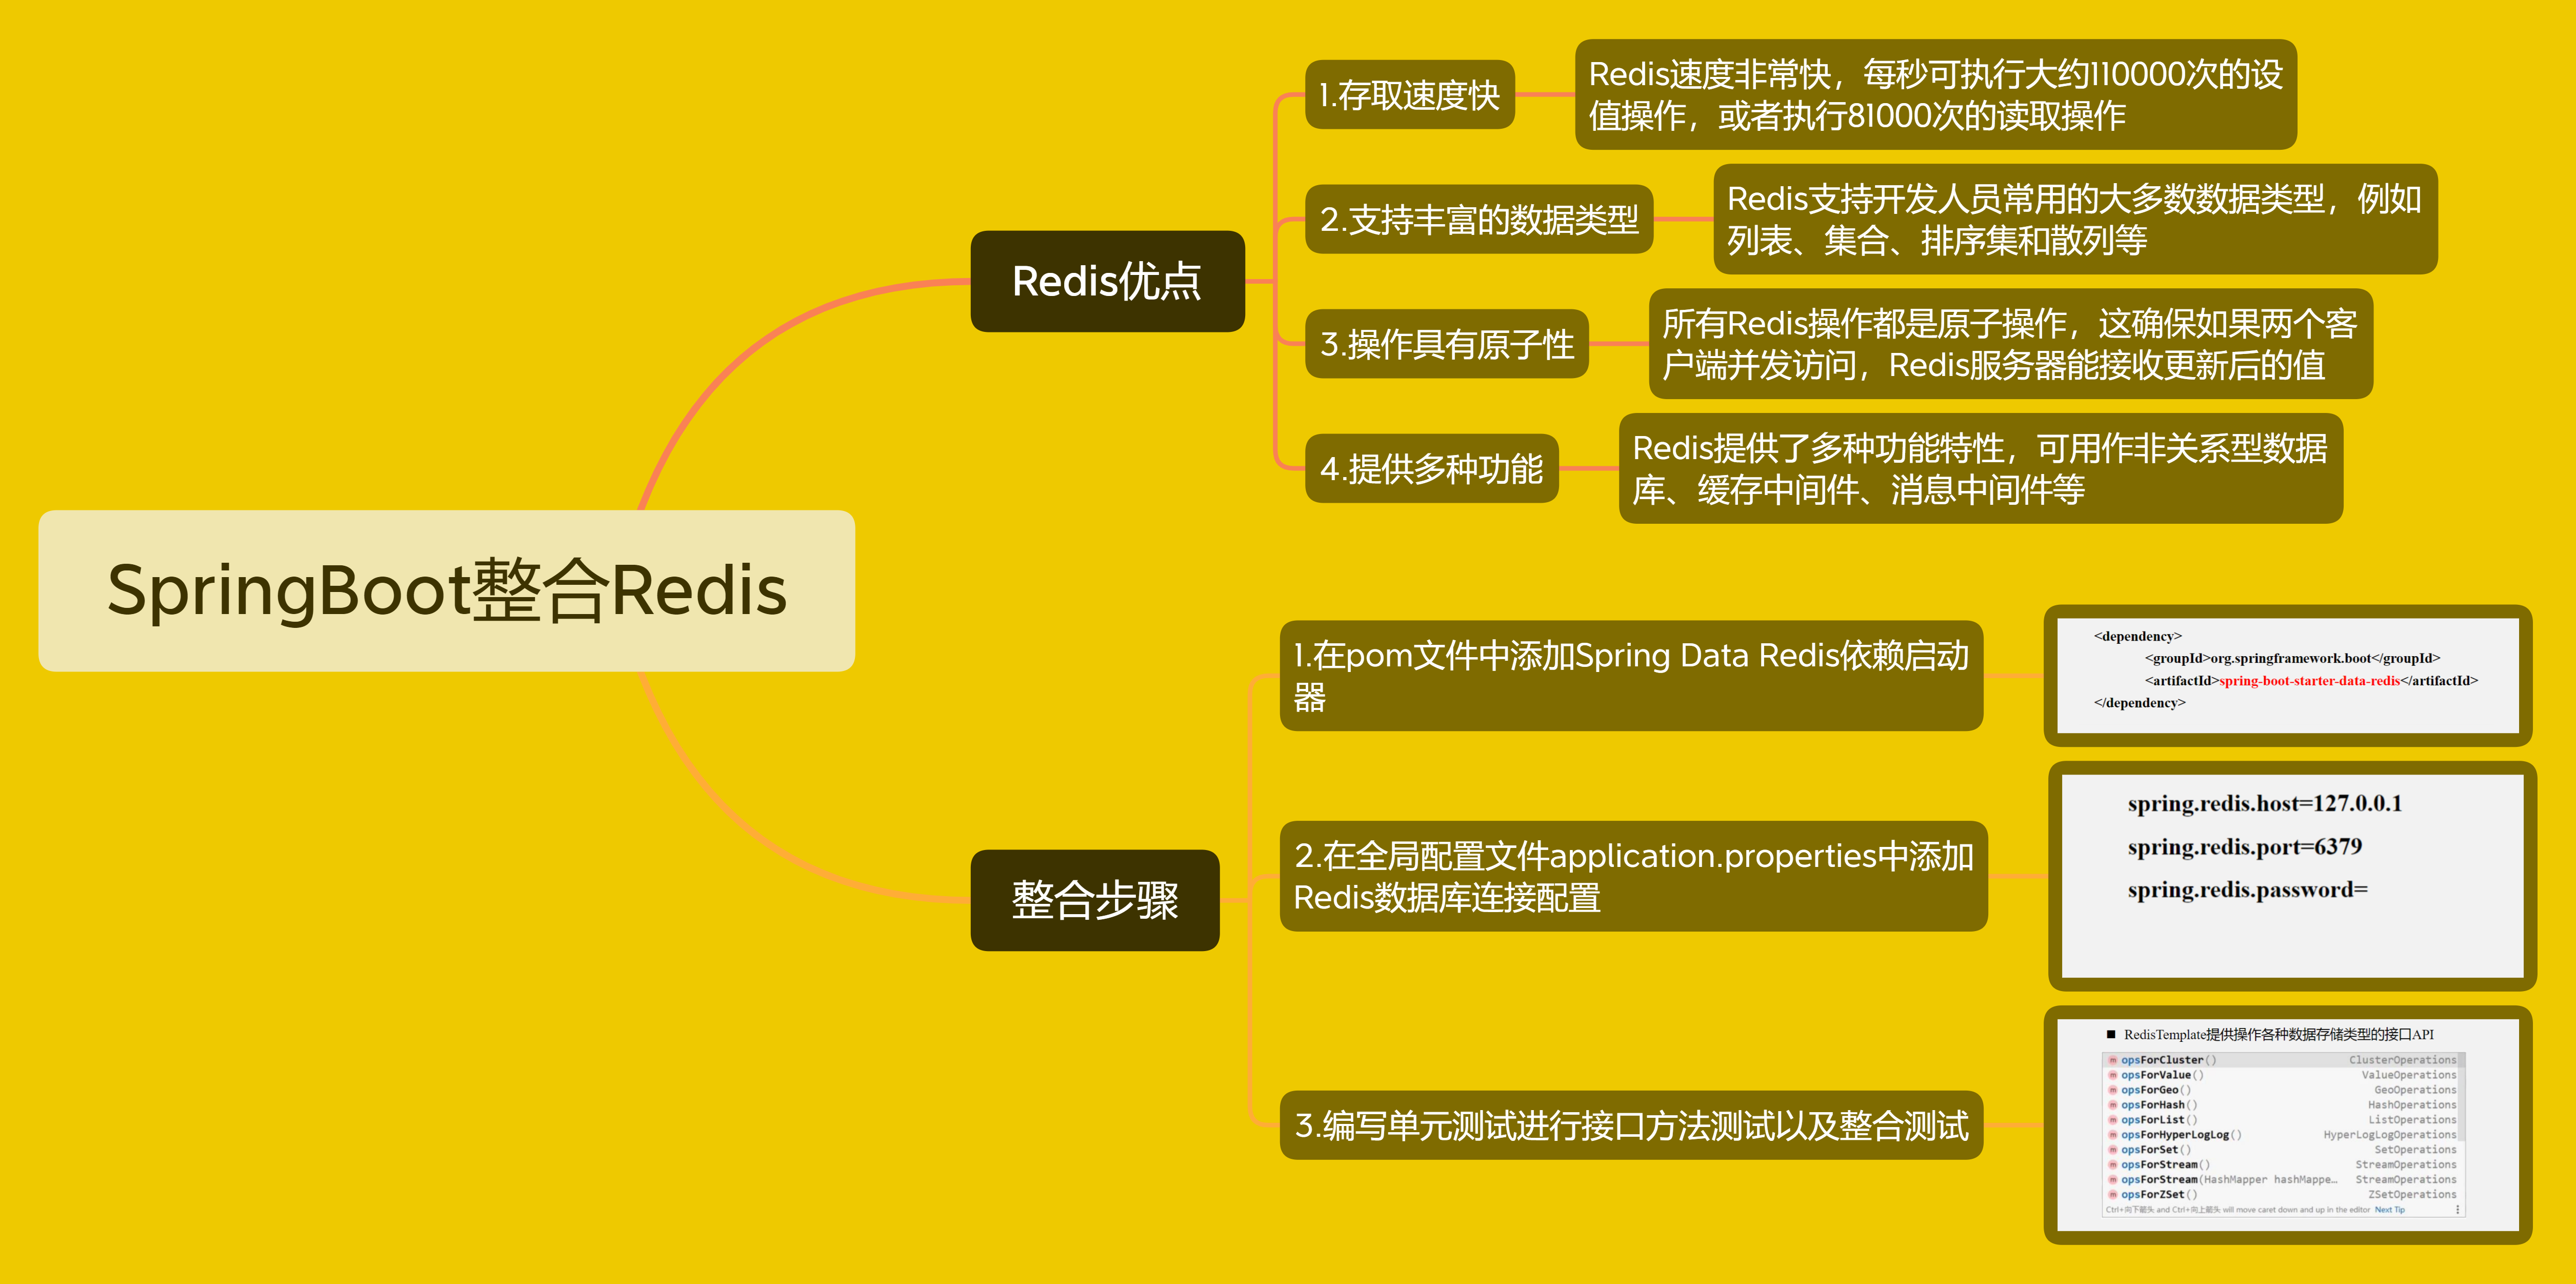 SpringBoot整合Redis
Redis优点
1.存取速度快
Redis速度非常快，每秒可执行大约110000次的设
值操作，或者执行81000次的读取操作
2.支持丰富的数据类型
Redis支持开发人员常用的大多数数据类型，例如
列表、集合、排序集和散列等
3.操作具有原子性
所有Redis操作都是原子操作，这确保如果两个客
户端并发访问，Redis服务器能接收更新后的值
4.提供多种功能
Redis提供了多种功能特性，可用作非关系型数据
库、缓存中间件、消息中间件等
整合步骤
1.在pom文件中添加Spring Data Redis依赖启动
器
<dependency>
<groupId>org.springframework.boot</groupId>
<artifactId>spring-boot-starter-data-redis</artifactId>
</dependency>
2.在全局配置文件application.properties中添加
Redis数据库连接配置
spring.redis.host=127.0.0.1
spring.redis.port=6379
spring.redis.password=
3.编写单元测试进行接口方法测试以及整合测试
■ RedisTemplate提供操作各种数据存储类型的接口API
m opsForCluster() ClusterOperations
m opsForValue() ValueOperations
m opsForGeo() GeoOperations
m opsForHash() HashOperations
m opsForList() ListOperations
m opsForHyperLogLog() HyperLogLogOperations
m opsForSet() SetOperations
m opsForStream() StreamOperations
m opsForStream(HashMapper hashMappe… StreamOperations
m opsForZSet() ZSetOperations
Ctrl+向下箭头 and Ctrl+向上箭头 will move caret down and up in the editor Next Tip